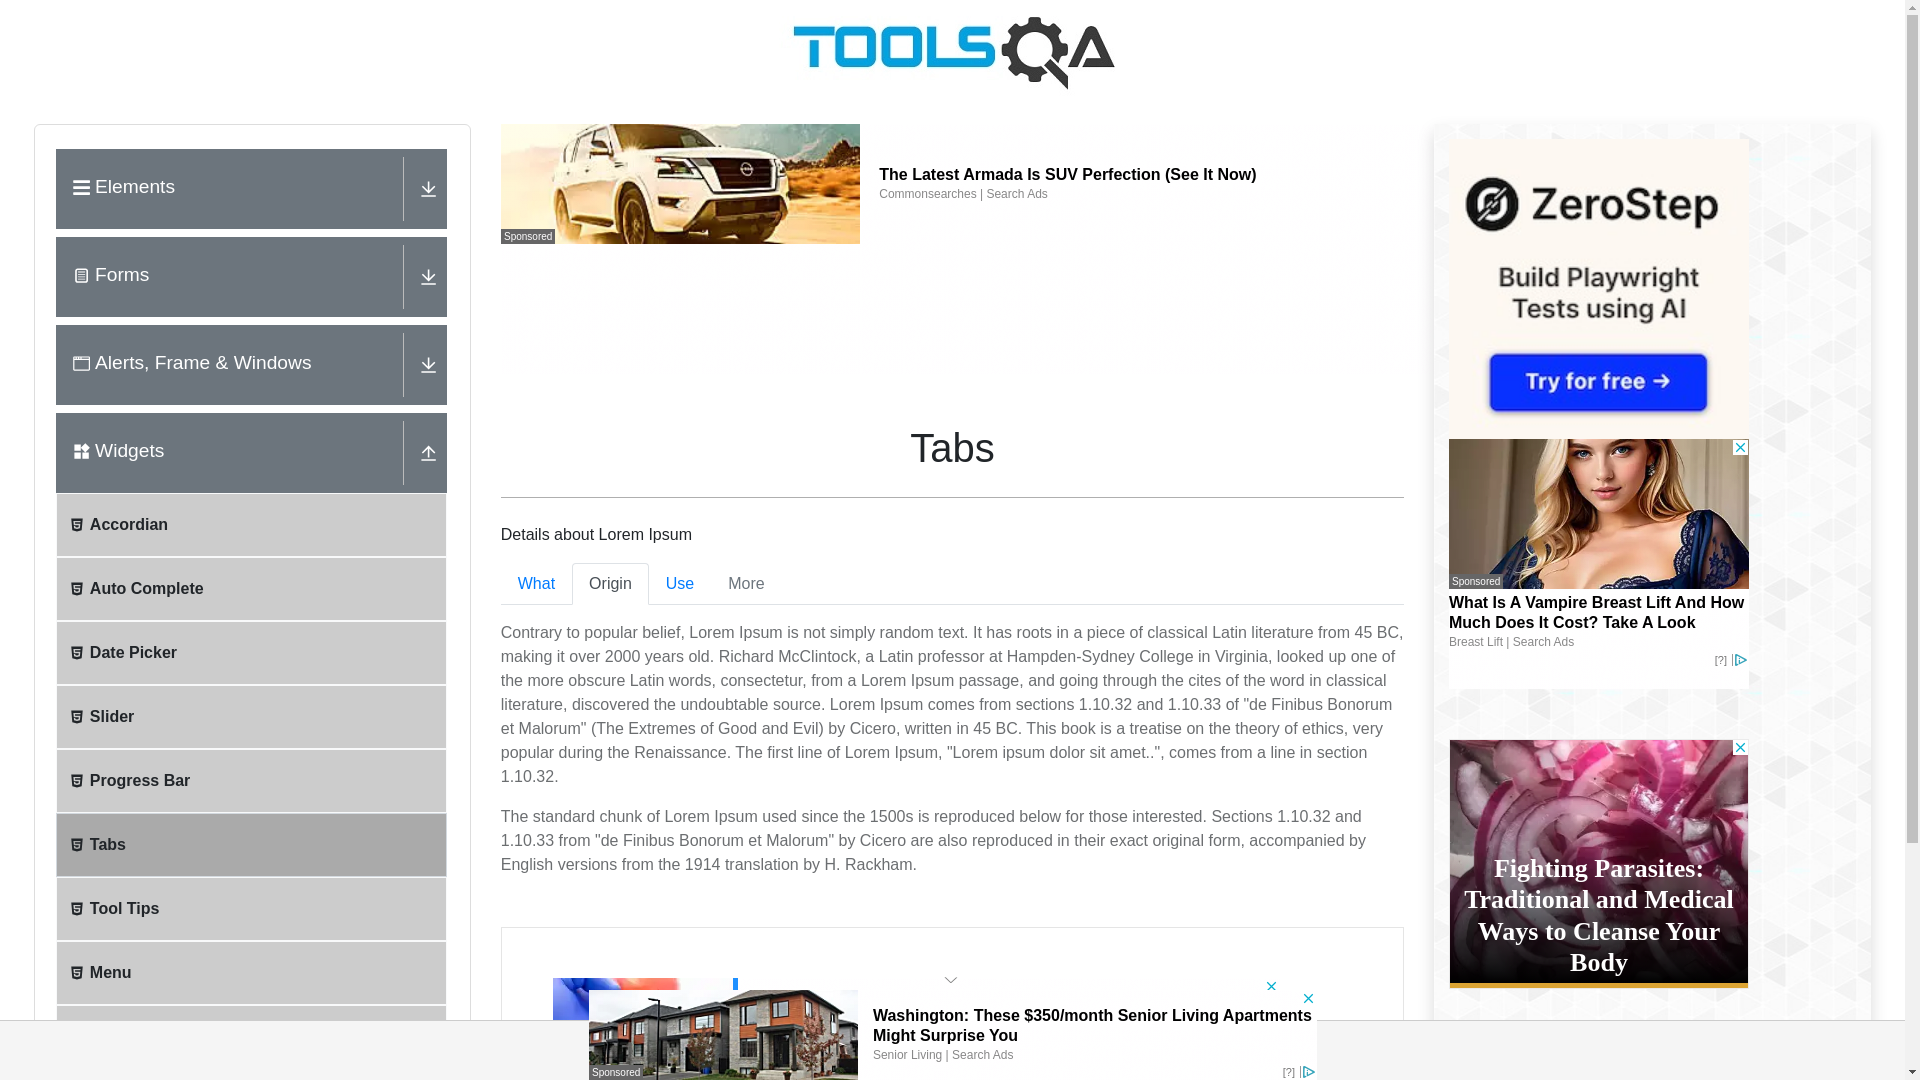 TOOLSQA
Elements
Forms
Alerts, Frame & Windows
Widgets
Accordian
Auto Complete
Date Picker
Slider
Progress Bar
Tabs
Tool Tips
Menu
Sponsored
The Latest Armada Is SUV Perfection (See It Now)
Commonsearches | Search Ads
Tabs
Details about Lorem Ipsum
What Origin Use More
Contrary to popular belief, Lorem Ipsum is not simply random text. It has roots in a piece of classical Latin literature from 45 BC,
making it over 2000 years old. Richard McClintock, a Latin professor at Hampden-Sydney College in Virginia, looked up one of
the more obscure Latin words, consectetur, from a Lorem Ipsum passage, and going through the cites of the word in classical
literature, discovered the undoubtable source. Lorem Ipsum comes from sections 1.10.32 and 1.10.33 of "de Finibus Bonorum
et Malorum" (The Extremes of Good and Evil) by Cicero, written in 45 BC. This book is a treatise on the theory of ethics, very
popular during the Renaissance. The first line of Lorem Ipsum, "Lorem ipsum dolor sit amet..", comes from a line in section
1.10.32.
The standard chunk of Lorem Ipsum used since the 1500s is reproduced below for those interested. Sections 1.10.32 and
1.10.33 from "de Finibus Bonorum et Malorum" by Cicero are also reproduced in their exact original form, accompanied by
English versions from the 1914 translation by H. Rackham.
ZeroStep
Build Playwright
Tests using AI
Try for free →
Sponsored
What Is A Vampire Breast Lift And How
Much Does It Cost? Take A Look
Breast Lift | Search Ads
[?]
Fighting Parasites:
Traditional and Medical
Ways to Cleanse Your
Body
Sponsored
Washington: These $350/month Senior Living Apartments
Might Surprise You
Senior Living | Search Ads
[?]